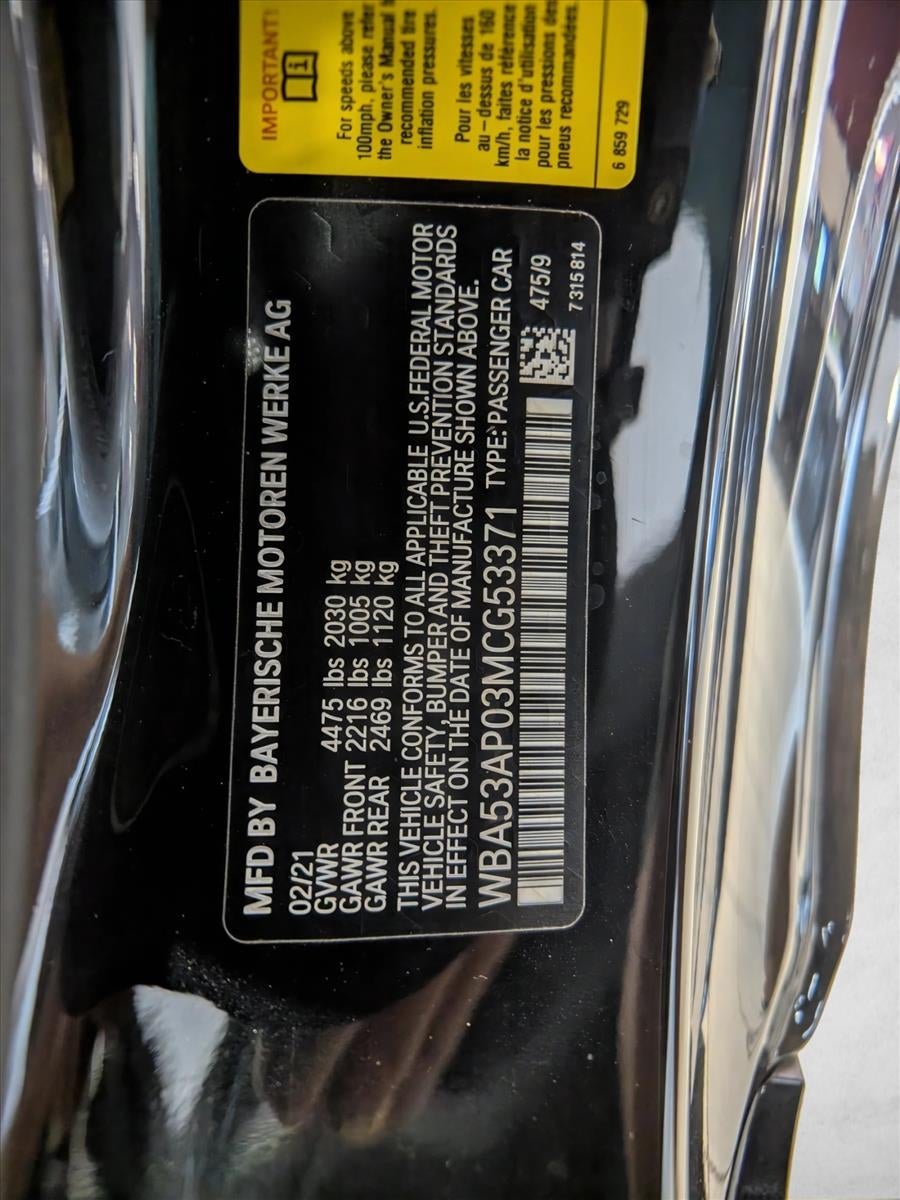 IMPORTANT!
For speeds above
100mph, please refer
the Owner's Manual
recommended tire
inflation pressures.
Pour les vitesses
au-dessus de 160
km/h, faites référence
la notice d'utilisation
pour les pressions des
pneus recommandées.
6 859 729
MFD BY BAYERISCHE MOTOREN WERKE AG
02/21
GVWR 4475 lbs 2030 kg
GAWR FRONT 2216 lbs 1005 kg
GAWR REAR 2469 lbs 1120 kg
THIS VEHICLE CONFORMS TO ALL APPLICABLE U.S.FEDERAL MOTOR
VEHICLE SAFETY, BUMPER AND THEFT PREVENTION STANDARDS
IN EFFECT ON THE DATE OF MANUFACTURE SHOWN ABOVE.
WBA53AP03MCG53371 TYPE:PASSENGER CAR
475/9
7 315 814